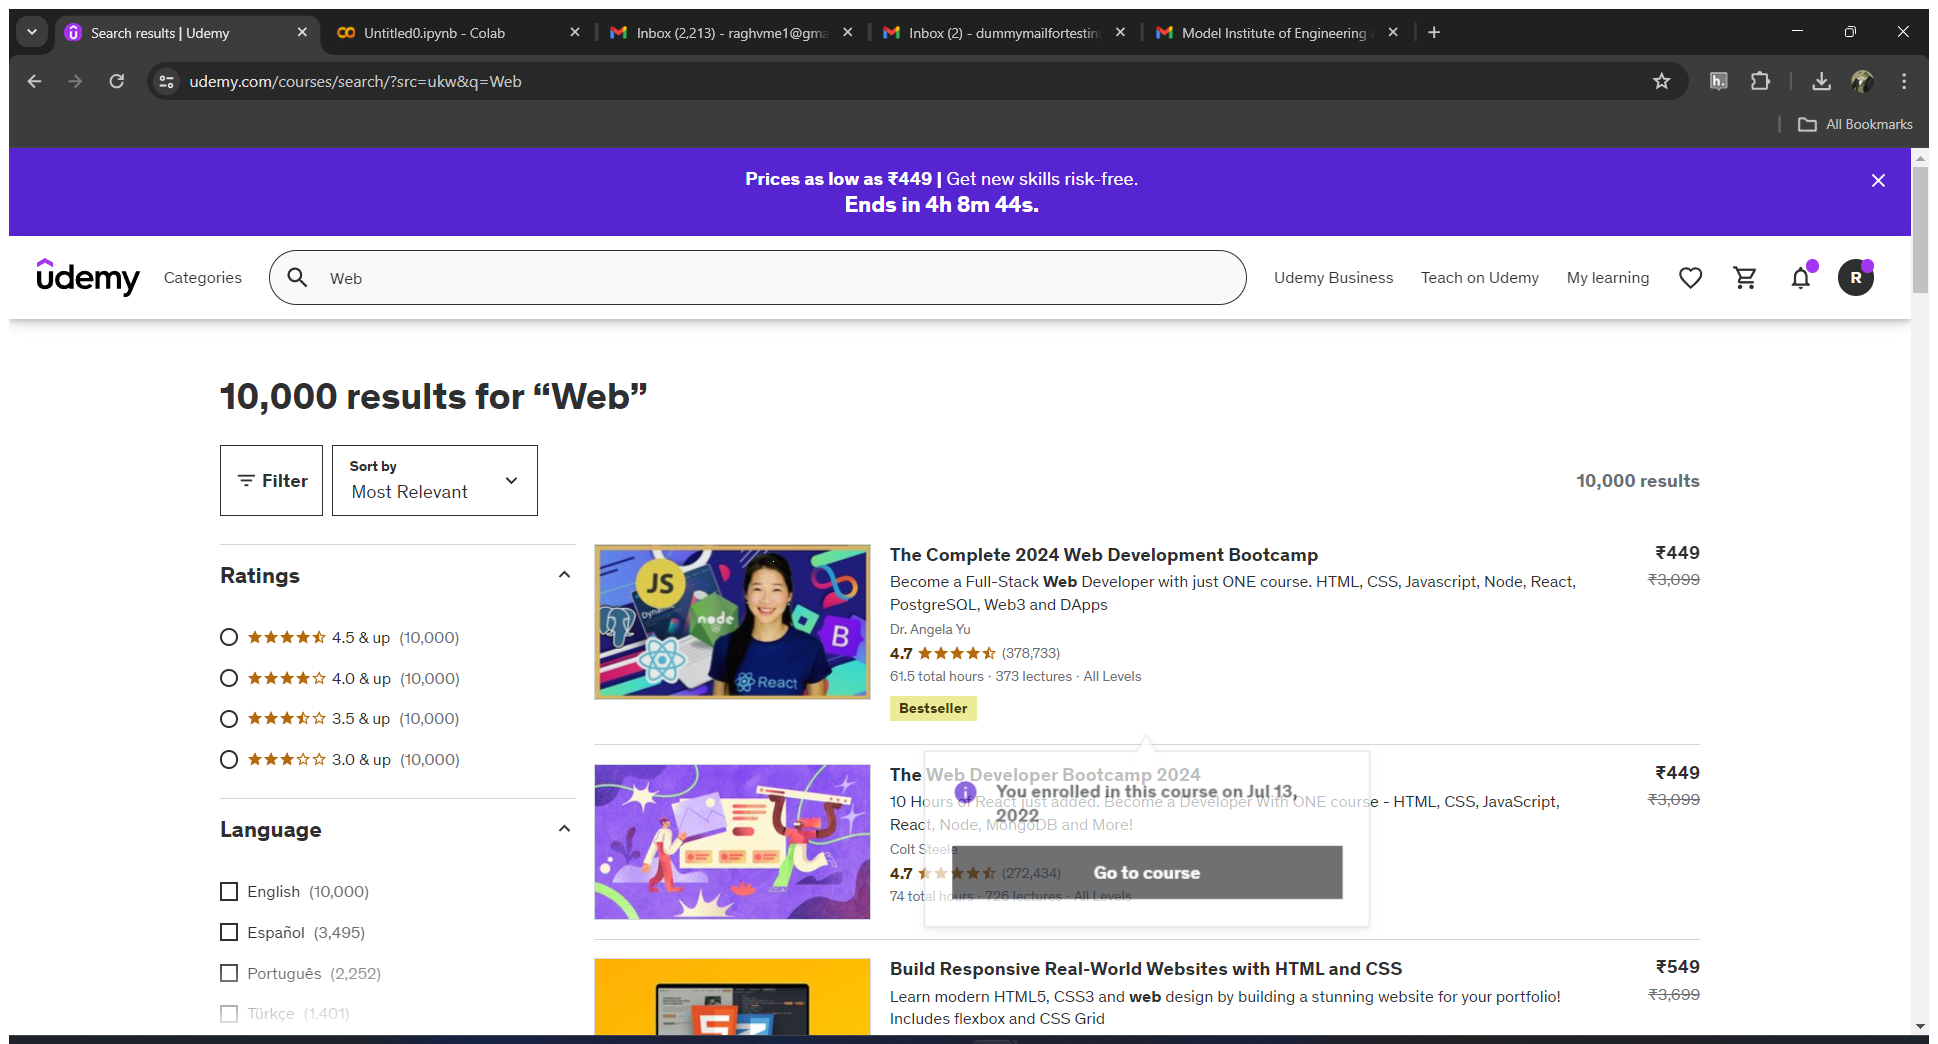 Search results | Udemy
Untitled0.ipynb - Colab
Inbox (2,213) - raghvme1@gma
Inbox (2) - dummymailfortesting
Model Institute of Engineering
udemy.com/courses/search/?src=ukw&q=Web
All Bookmarks
Prices as low as ₹449 | Get new skills risk-free.
Ends in 4h 8m 44s.
udemy
Categories
Web
Udemy Business
Teach on Udemy
My learning
R
10,000 results for “Web”
Filter
Sort by
Most Relevant
10,000 results
Ratings
4.5 & up (10,000)
4.0 & up (10,000)
3.5 & up (10,000)
3.0 & up (10,000)
Language
English (10,000)
Español (3,495)
Português (2,252)
Türkçe (1,401)
JS
node
B
React
The Complete 2024 Web Development Bootcamp
₹449
Become a Full-Stack Web Developer with just ONE course. HTML, CSS, Javascript, Node, React,
₹3,099
PostgreSQL, Web3 and DApps
Dr. Angela Yu
4.7 (378,733)
61.5 total hours · 373 lectures · All Levels
Bestseller
The Web Developer Bootcamp 2024
₹449
10 Hours of React just added. Become a Developer With ONE course - HTML, CSS, JavaScript,
₹3,099
React, Node, MongoDB and More!
Colt Steele
4.7 (272,434)
74 total hours · 726 lectures · All Levels
You enrolled in this course on Jul 13,
2022
Go to course
Build Responsive Real-World Websites with HTML and CSS
₹549
Learn modern HTML5, CSS3 and web design by building a stunning website for your portfolio!
₹3,699
Includes flexbox and CSS Grid